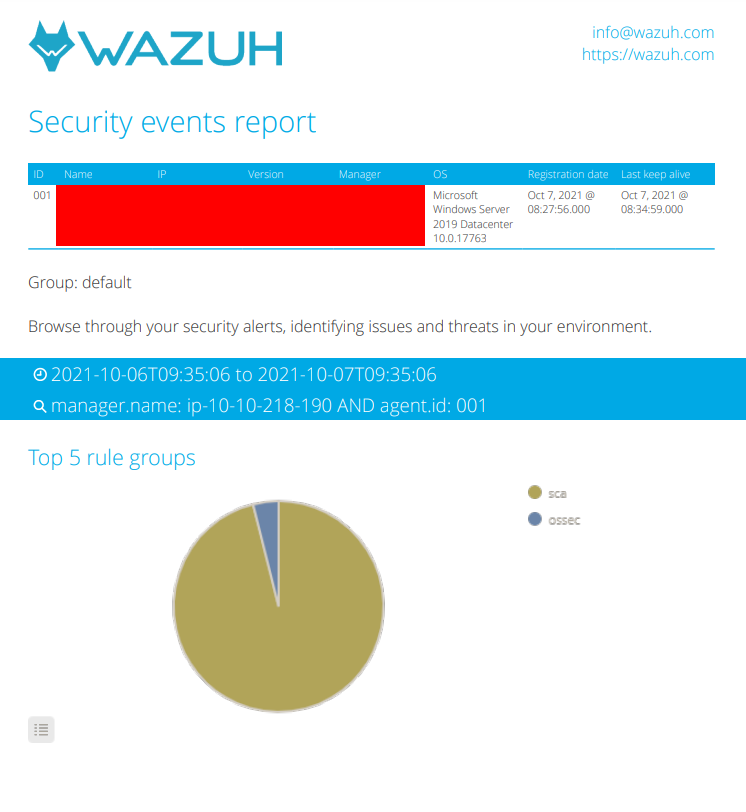 WAZUH
info@wazuh.com
https://wazuh.com
Security events report
ID Name IP Version Manager OS Registration date Last keep alive
001 Microsoft Oct 7, 2021 @ Oct 7, 2021 @
Windows Server 08:27:56.000 08:34:59.000
2019 Datacenter
10.0.17763
Group: default
Browse through your security alerts, identifying issues and threats in your environment.
2021-10-06T09:35:06 to 2021-10-07T09:35:06
manager.name: ip-10-10-218-190 AND agent.id: 001
Top 5 rule groups
sca
ossec